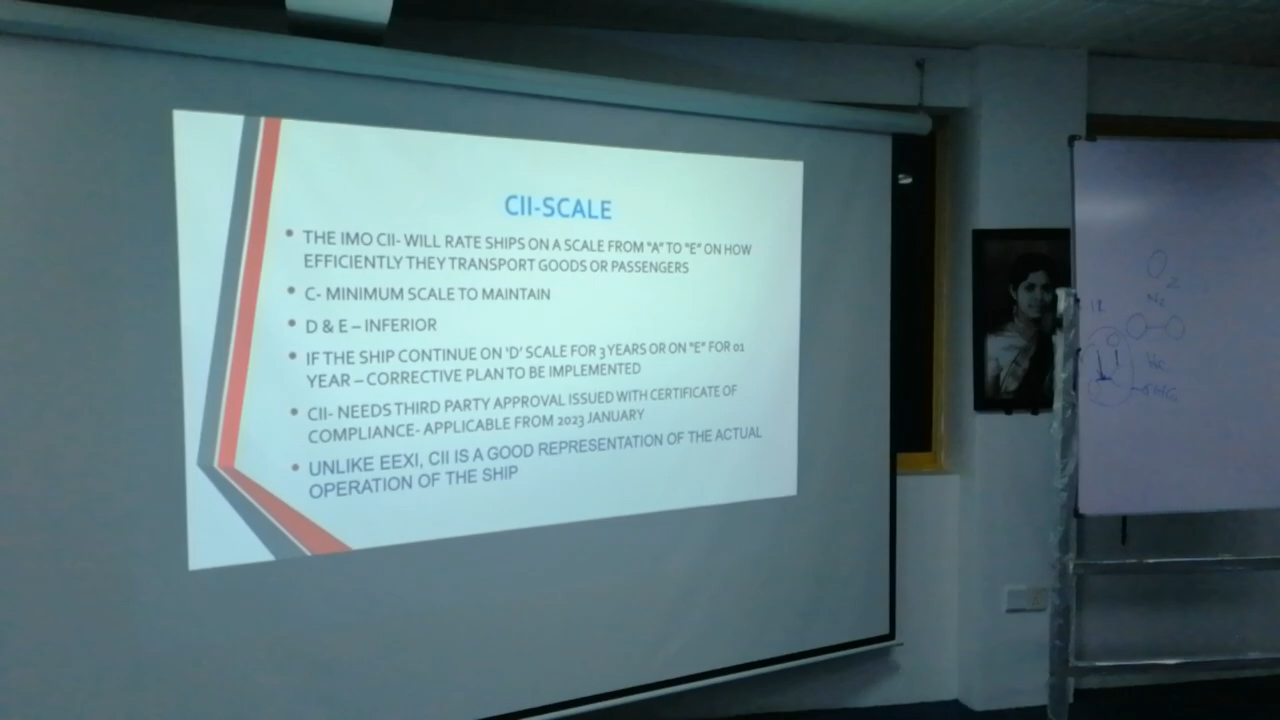 CII-SCALE
• THE IMO CII- WILL RATE SHIPS ON A SCALE FROM "A" TO "E" ON HOW
EFFICIENTLY THEY TRANSPORT GOODS OR PASSENGERS
• C- MINIMUM SCALE TO MAINTAIN
• D & E – INFERIOR
• IF THE SHIP CONTINUE ON 'D' SCALE FOR 3 YEARS OR ON "E" FOR 01
YEAR – CORRECTIVE PLAN TO BE IMPLEMENTED
• CII- NEEDS THIRD PARTY APPROVAL ISSUED WITH CERTIFICATE OF
COMPLIANCE- APPLICABLE FROM 2023 JANUARY
• UNLIKE EEXI, CII IS A GOOD REPRESENTATION OF THE ACTUAL
OPERATION OF THE SHIP